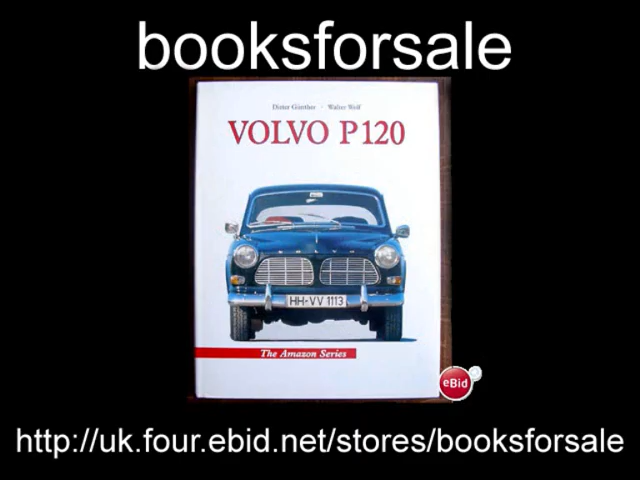 booksforsale
Dieter Günther · Walter Wolf
VOLVO P120
VOLVO
HH-VV 1113
The Amazon Series
eBid
http://uk.four.ebid.net/stores/booksforsale